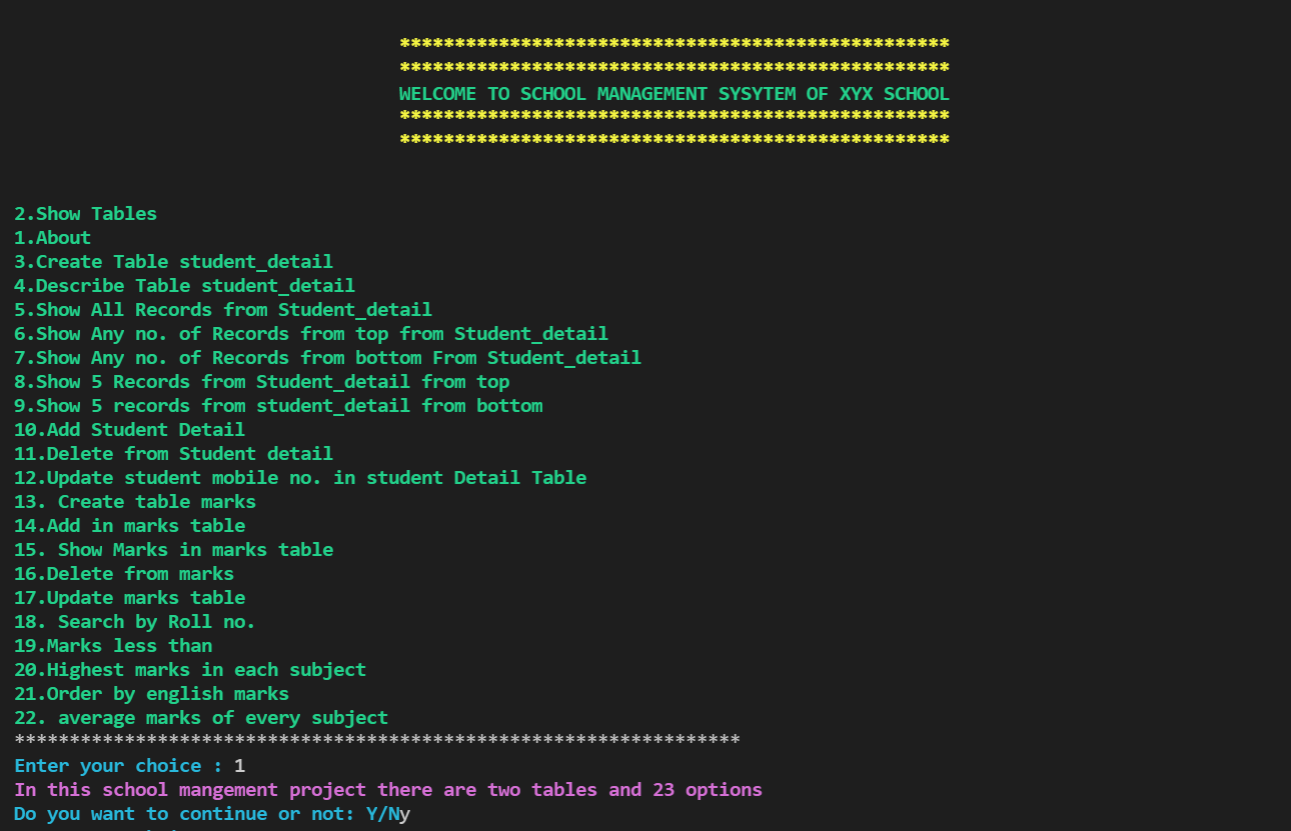 **************************************************
**************************************************
WELCOME TO SCHOOL MANAGEMENT SYSYTEM OF XYX SCHOOL
**************************************************
**************************************************
2.Show Tables
1.About
3.Create Table student_detail
4.Describe Table student_detail
5.Show All Records from Student_detail
6.Show Any no. of Records from top from Student_detail
7.Show Any no. of Records from bottom From Student_detail
8.Show 5 Records from Student_detail from top
9.Show 5 records from student_detail from bottom
10.Add Student Detail
11.Delete from Student detail
12.Update student mobile no. in student Detail Table
13. Create table marks
14.Add in marks table
15. Show Marks in marks table
16.Delete from marks
17.Update marks table
18. Search by Roll no.
19.Marks less than
20.Highest marks in each subject
21.Order by english marks
22. average marks of every subject
******************************************************************
Enter your choice : 1
In this school mangement project there are two tables and 23 options
Do you want to continue or not: Y/Ny